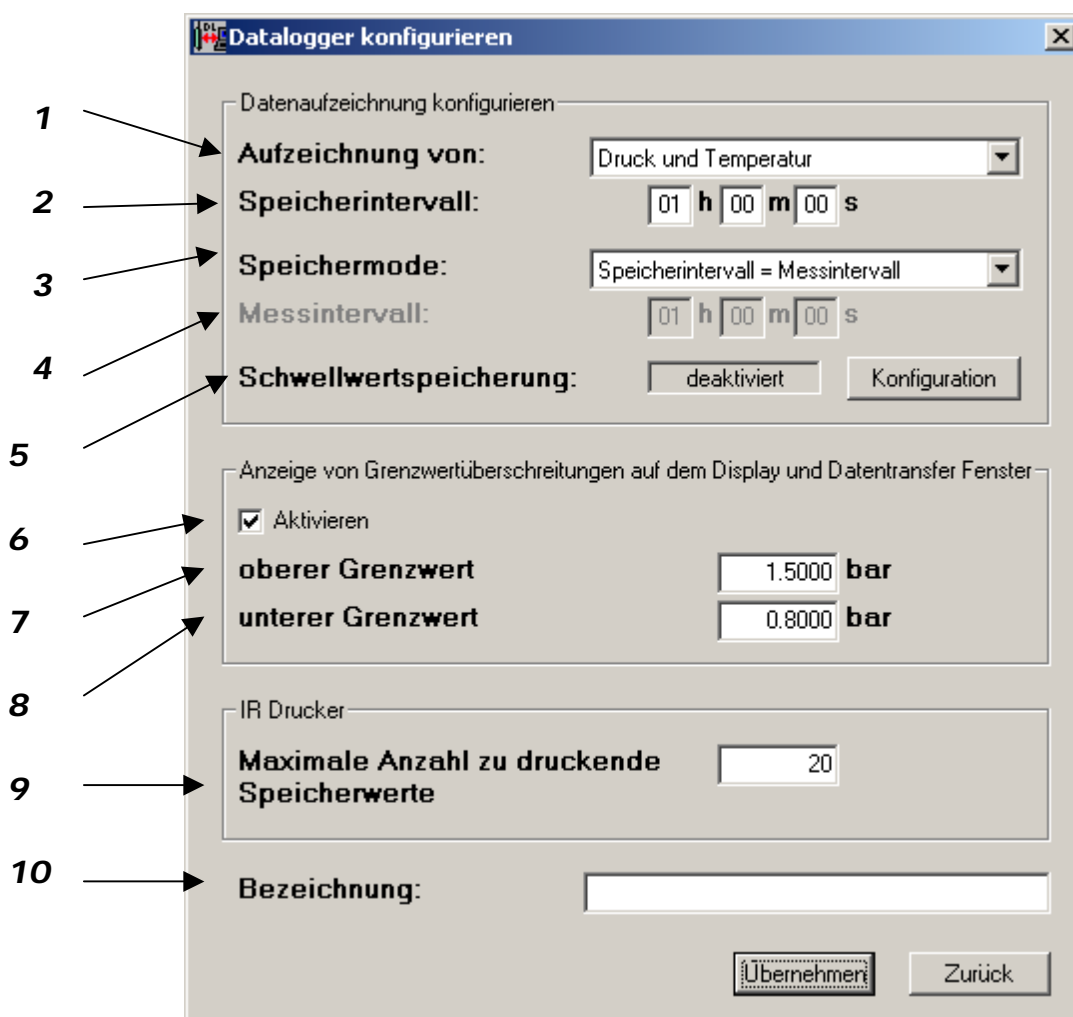 Datalogger konfigurieren
Datenaufzeichnung konfigurieren
1
Aufzeichnung von: Druck und Temperatur
2
Speicherintervall: 01 h 00 m 00 s
3
Speichermode: Speicherintervall = Messintervall
4
Messintervall: 01 h 00 m 00 s
5
Schwellwertspeicherung: deaktiviert Konfiguration
Anzeige von Grenzwertüberschreitungen auf dem Display und Datentransfer Fenster
6
Aktivieren
7
oberer Grenzwert 1.5000 bar
8
unterer Grenzwert 0.8000 bar
IR Drucker
9
Maximale Anzahl zu druckende 20
Speicherwerte
10
Bezeichnung:
Übernehmen Zurück